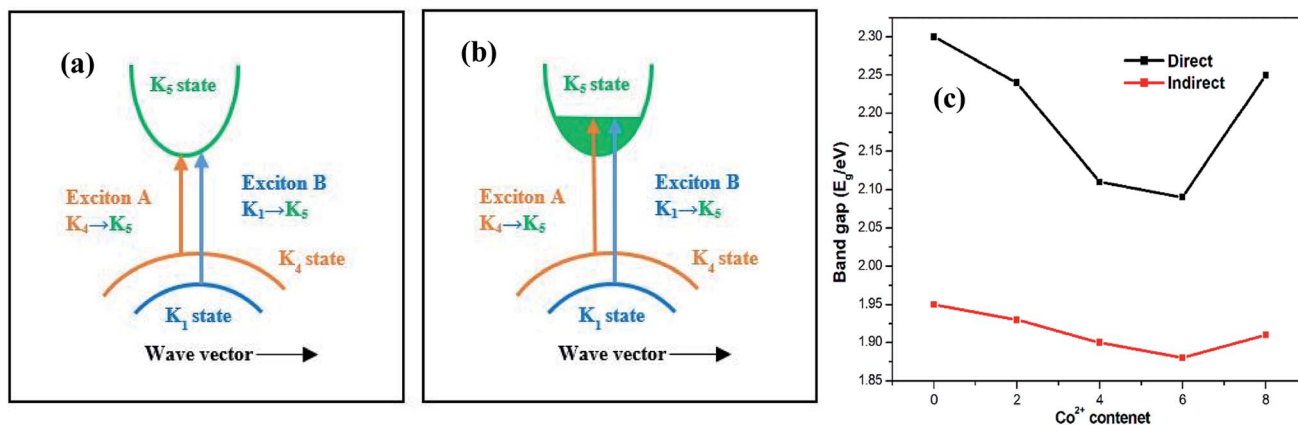 (a)
K₅ state
Exciton A
K₄→K₅
Exciton B
K₁→K₅
K₄ state
K₁ state
Wave vector
(b)
K₅ state
Exciton A
K₄→K₅
Exciton B
K₁→K₅
K₄ state
K₁ state
Wave vector
(c)
Direct
Indirect
Band gap (E_g/eV)
2.30
2.25
2.20
2.15
2.10
2.05
2.00
1.95
1.90
1.85
0 2 4 6 8
Co²⁺ contenet